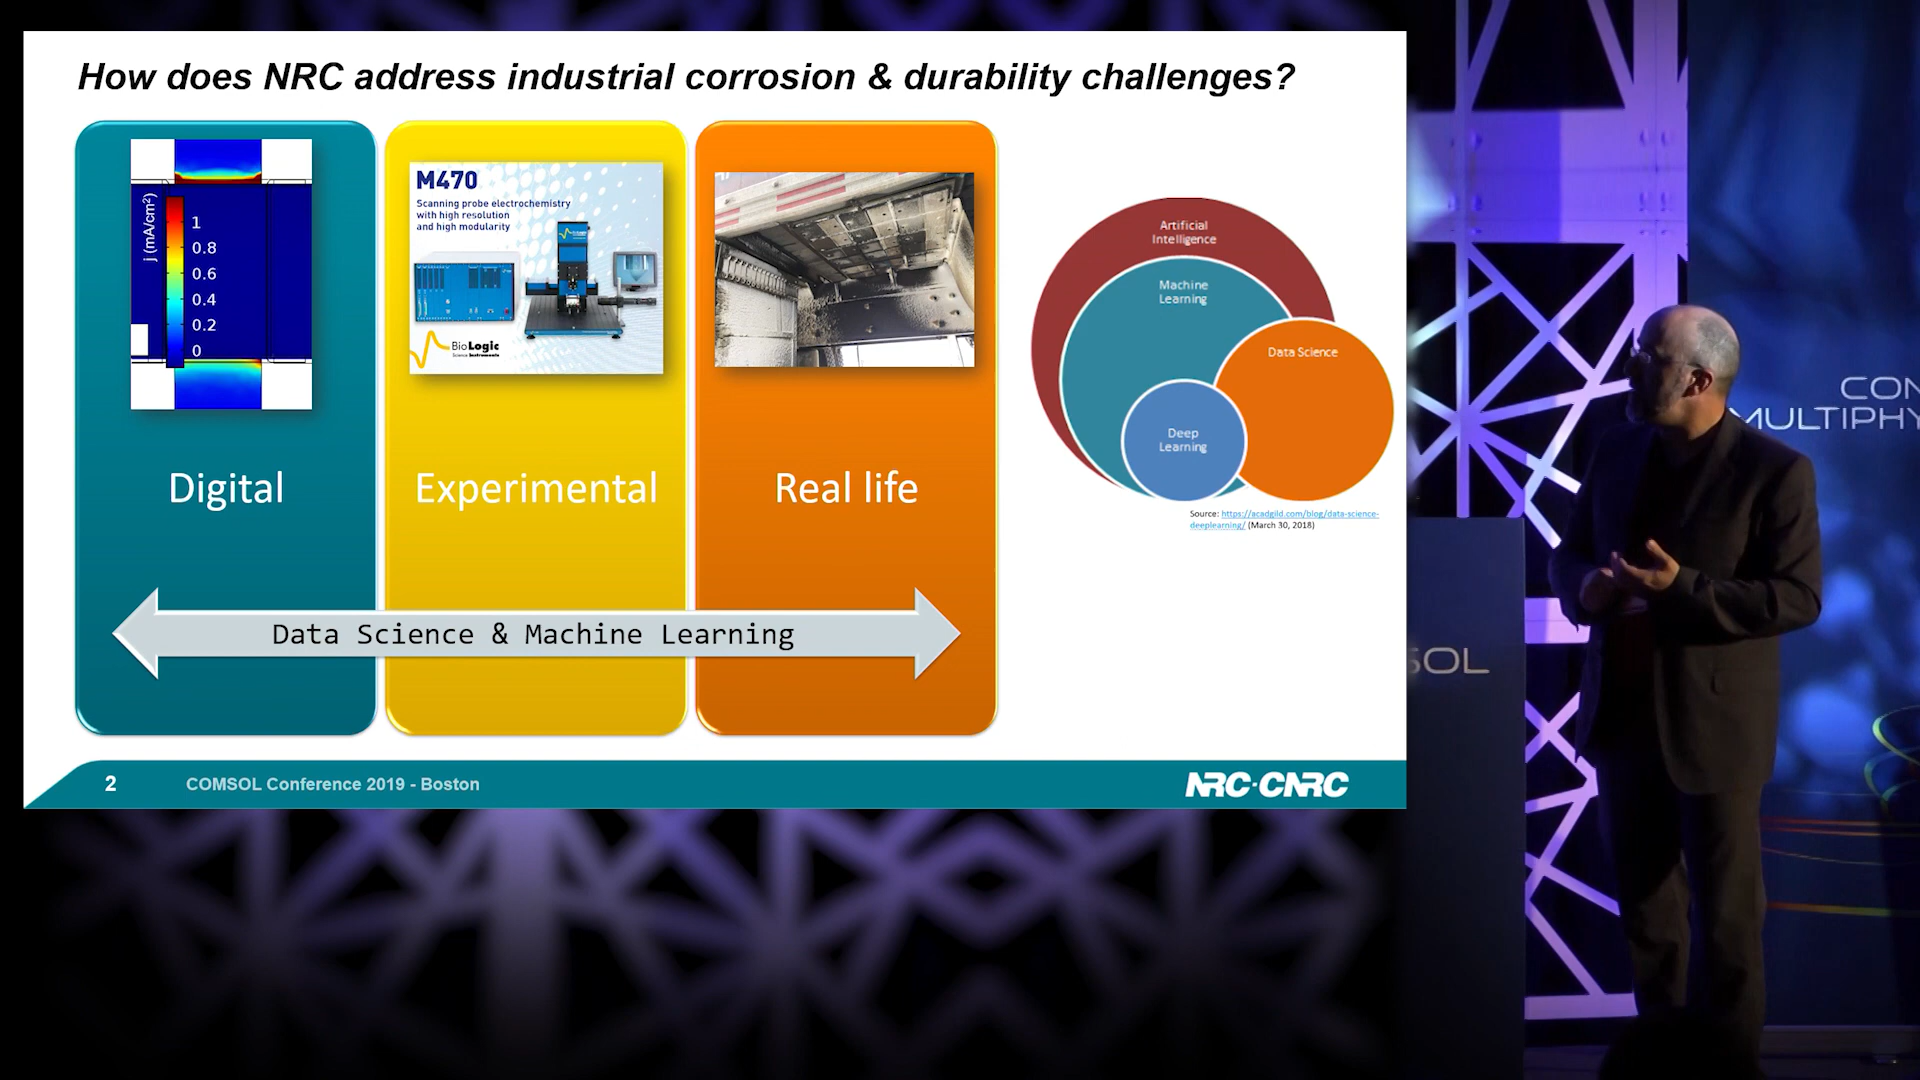 How does NRC address industrial corrosion & durability challenges?
j (mA/cm²)
1
0.8
0.6
0.4
0.2
0
Digital
M470
Scanning probe electrochemistry
with high resolution
and high modularity
BioLogic
Science Instruments
Experimental
Real life
Data Science & Machine Learning
Artificial
Intelligence
Machine
Learning
Data Science
Deep
Learning
Source: https://acadgild.com/blog/data-science-
deeplearning/ (March 30, 2018)
2
COMSOL Conference 2019 - Boston
NRC·CNRC
CON
MULTIPHY
SOL